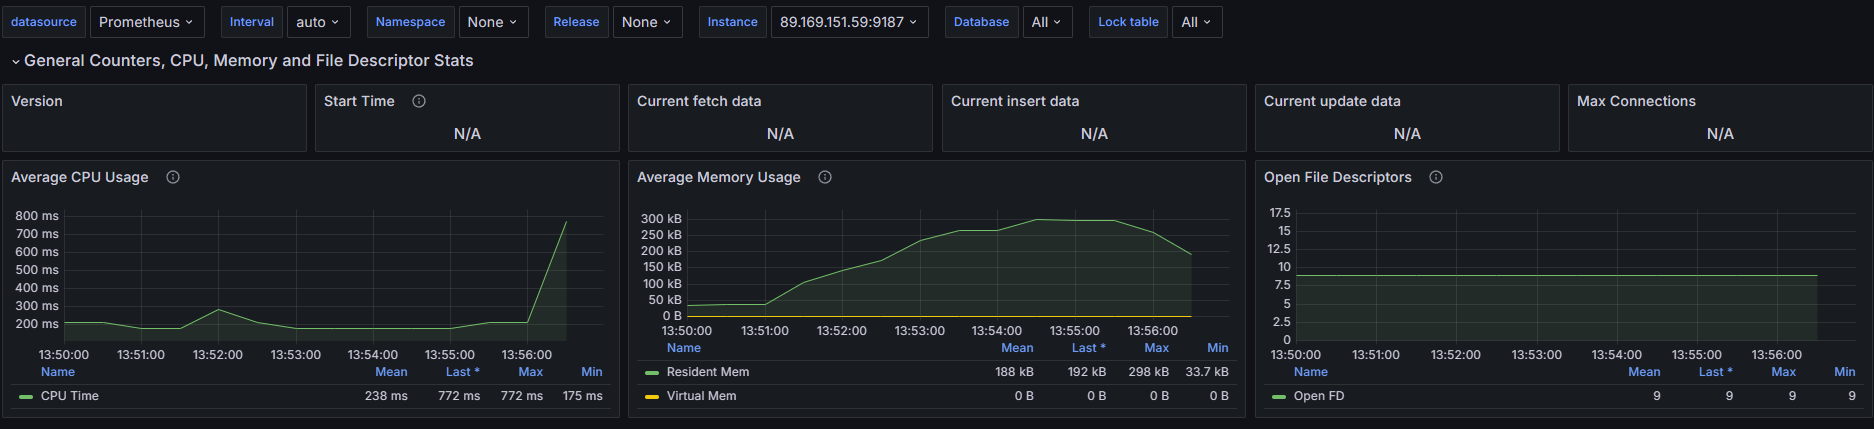 datasource Prometheus Interval auto Namespace None Release None Instance 89.169.151.59:9187 Database All Lock table All
General Counters, CPU, Memory and File Descriptor Stats
Version
Start Time
N/A
Current fetch data
N/A
Current insert data
N/A
Current update data
N/A
Max Connections
N/A
Average CPU Usage
800 ms
700 ms
600 ms
500 ms
400 ms
300 ms
200 ms
13:50:00 13:51:00 13:52:00 13:53:00 13:54:00 13:55:00 13:56:00
Name Mean Last * Max Min
CPU Time 238 ms 772 ms 772 ms 175 ms
Average Memory Usage
300 kB
250 kB
200 kB
150 kB
100 kB
50 kB
0 B
13:50:00 13:51:00 13:52:00 13:53:00 13:54:00 13:55:00 13:56:00
Name Mean Last * Max Min
Resident Mem 188 kB 192 kB 298 kB 33.7 kB
Virtual Mem 0 B 0 B 0 B 0 B
Open File Descriptors
17.5
15
12.5
10
7.5
5
2.5
0
13:50:00 13:51:00 13:52:00 13:53:00 13:54:00 13:55:00 13:56:00
Name Mean Last * Max Min
Open FD 9 9 9 9